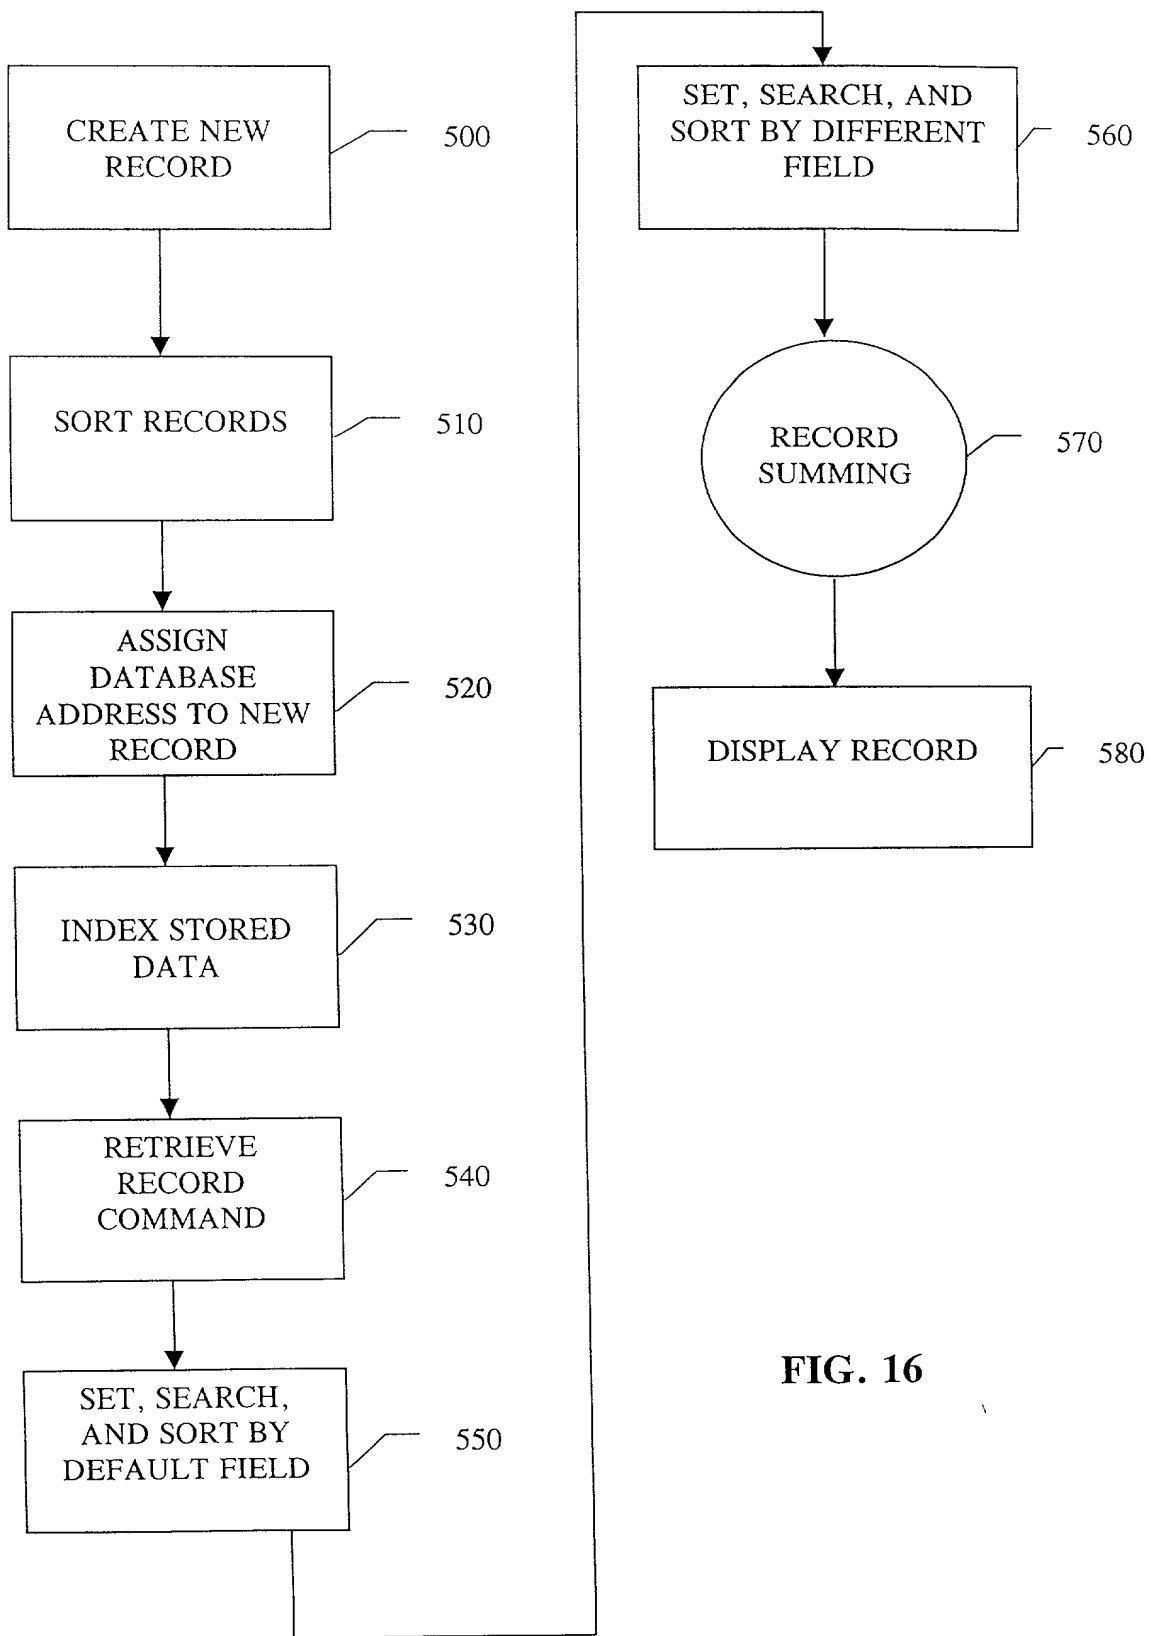 CREATE NEW
RECORD
500
SORT RECORDS
510
ASSIGN
DATABASE
ADDRESS TO NEW
RECORD
520
INDEX STORED
DATA
530
RETRIEVE
RECORD
COMMAND
540
SET, SEARCH,
AND SORT BY
DEFAULT FIELD
550
SET, SEARCH, AND
SORT BY DIFFERENT
FIELD
560
RECORD
SUMMING
570
DISPLAY RECORD
580
FIG. 16